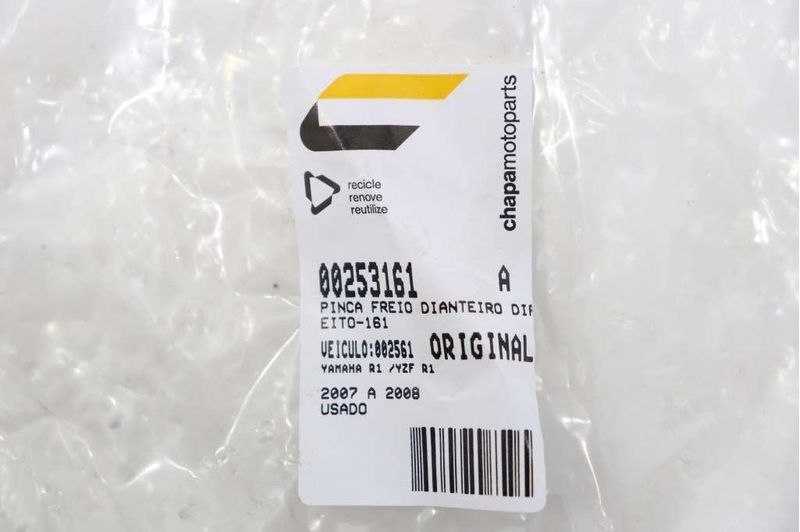 chapamotoparts
recicle
renove
reutilize
00253161 A
PINCA FREIO DIANTEIRO DIR
EITO-161
VEICULO:002561 ORIGINAL
YAMAHA R1 /YZF R1
2007 A 2008
USADO